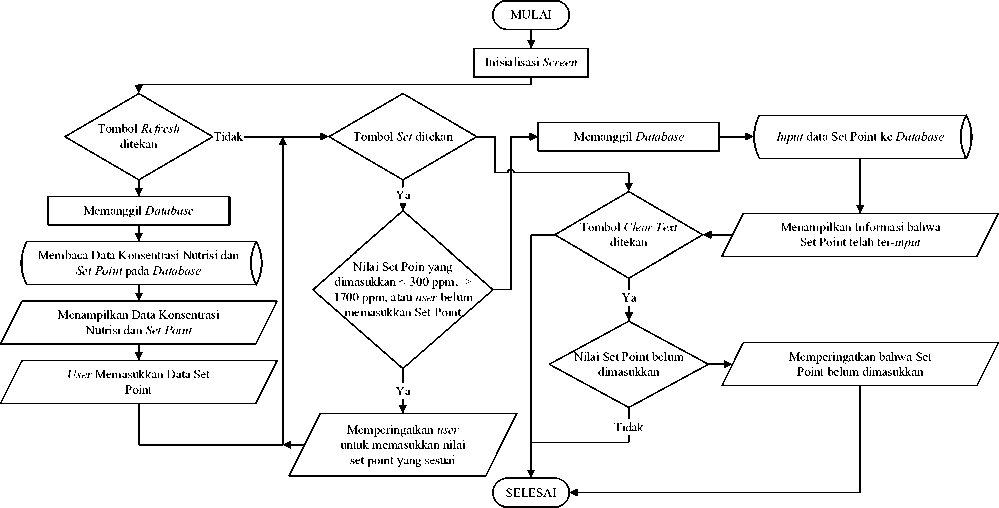 MULAI
Inisialisasi Screen
Tombol Refresh
ditekan
Tidak
Memanggil Database
Membaca Data Konsentrasi Nutrisi dan
Set Point pada Database
Menampilkan Data Konsentrasi
Nutrisi dan Set Point
User Memasukkan Data Set
Point
Tombol Set ditekan
Ya
Nilai Set Poin yang
dimasukkan < 300 ppm, >
1700 ppm, atau user belum
memasukkan Set Point
Ya
Memperingatkan user
untuk memasukkan nilai
set point yang sesuai
Memanggil Database
Input data Set Point ke Database
Menampilkan Informasi bahwa
Set Point telah ter-input
Tombol Clear Text
ditekan
Ya
Nilai Set Point belum
dimasukkan
Tidak
Memperingatkan bahwa Set
Point belum dimasukkan
SELESAI